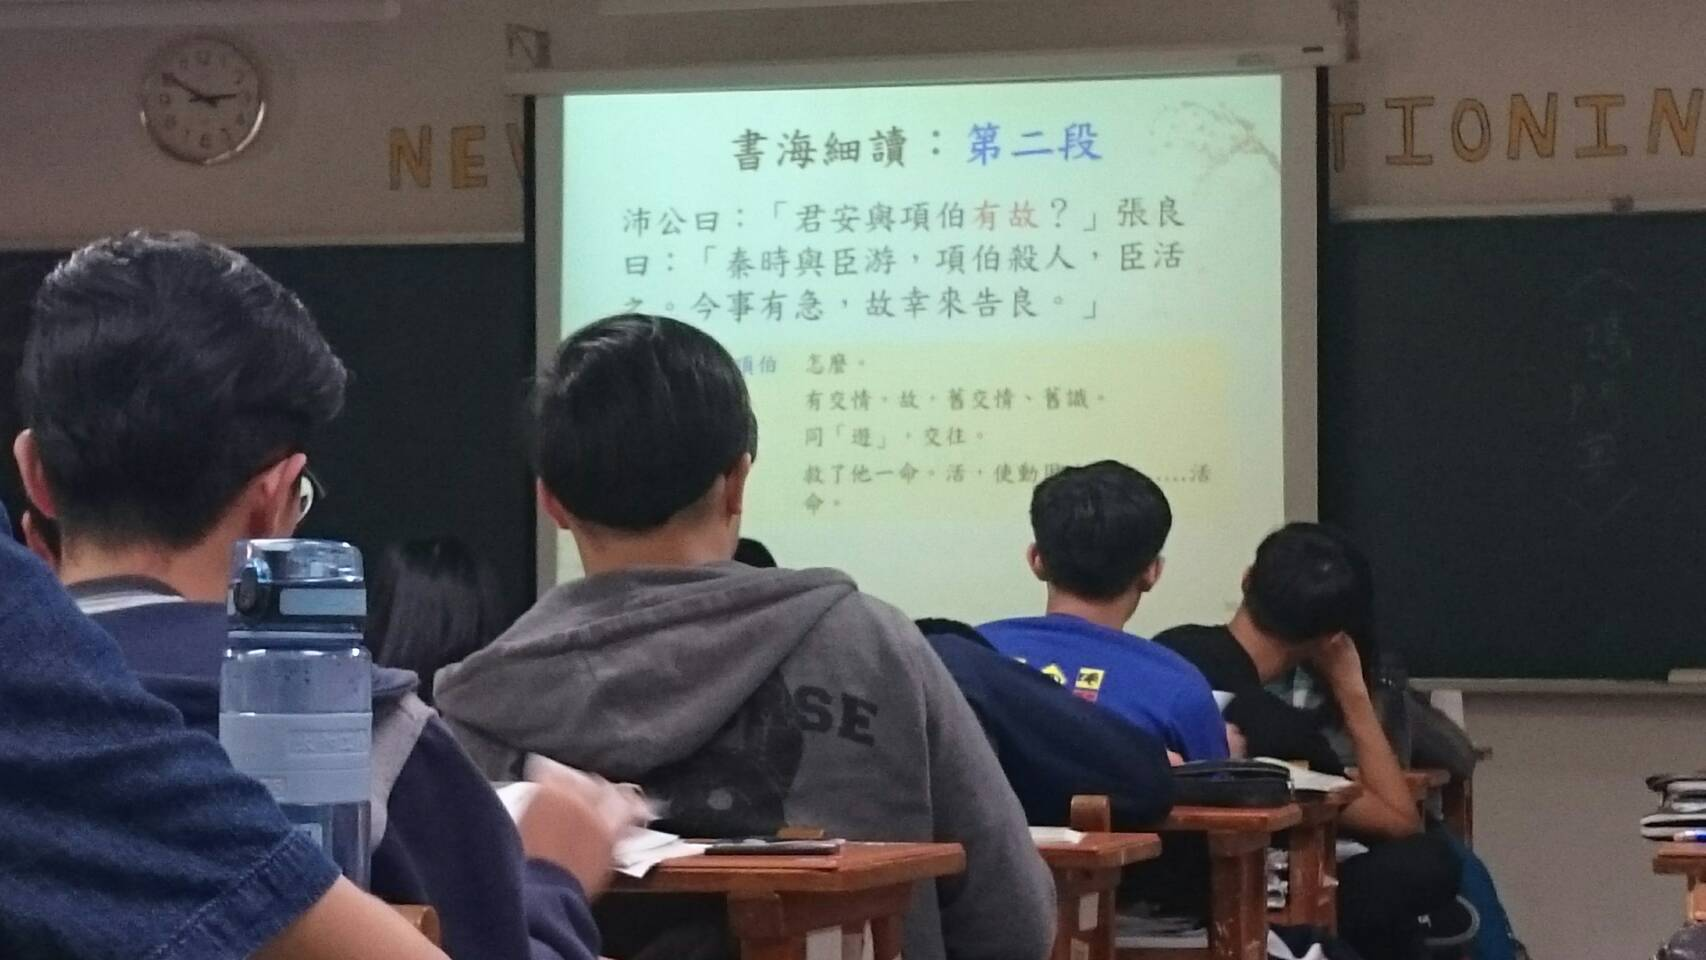 NEW
TIONIN
書海細讀：第二段
沛公曰：「君安與項伯有故？」張良
曰：「秦時與臣游，項伯殺人，臣活
之。今事有急，故幸來告良。」
項伯 怎麼。
有交情。故，舊交情、舊識。
同「遊」，交往。
救了他一命。活，使動用 ……活
命。
SE